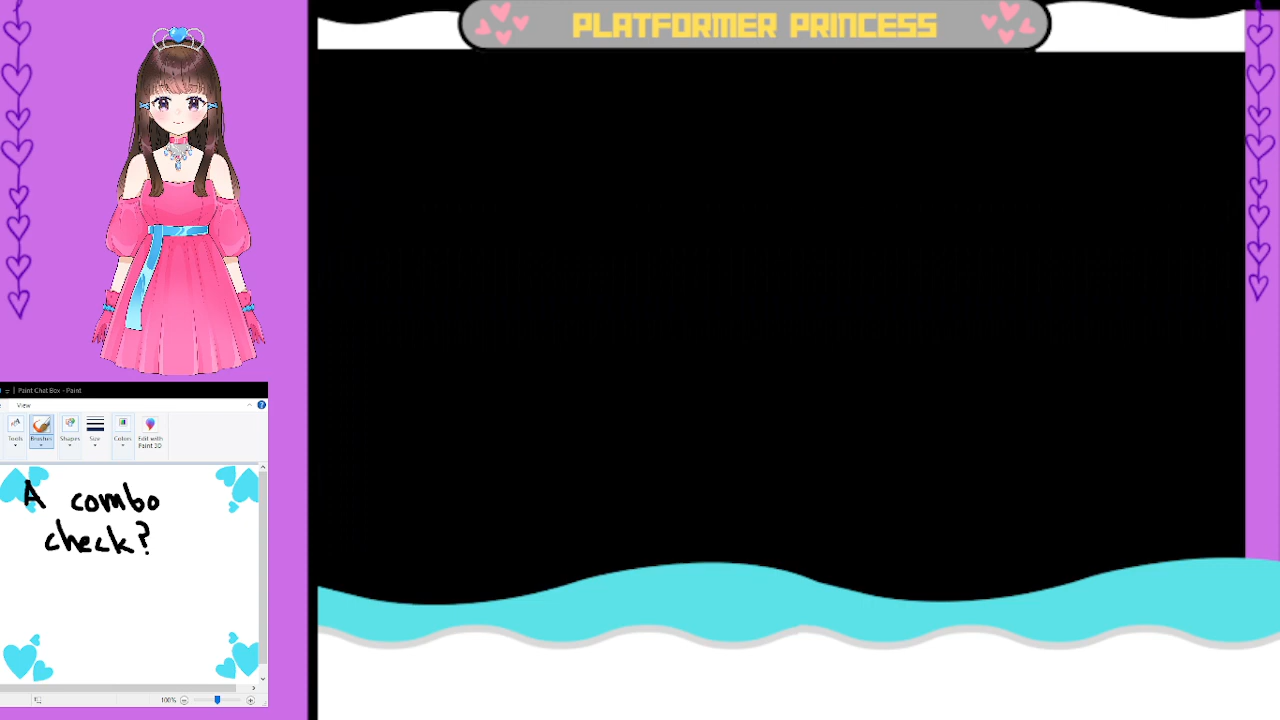 PLATFORMER PRINCESS
Paint Chat Box - Paint
View
Tools
Brushes
Shapes
Size
Colors
Edit with
Paint 3D
A combo
check?
100%